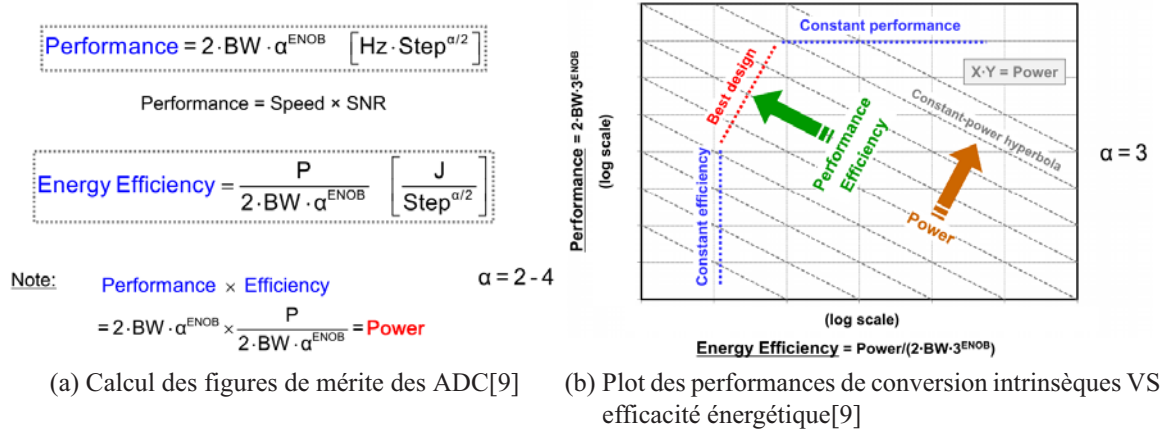 Performance = 2·BW·α^ENOB [Hz·Step^α/2]
Performance = Speed × SNR
Energy Efficiency = P / 2·BW·α^ENOB [J / Step^α/2]
Note:
Performance × Efficiency
α = 2 - 4
= 2·BW·α^ENOB × P / 2·BW·α^ENOB = Power
(a) Calcul des figures de mérite des ADC[9]
Performance = 2·BW·3^ENOB
(log scale)
Constant performance
X·Y = Power
Best design
Constant-power hyperbola
Performance
Efficiency
Constant efficiency
Power
α = 3
(log scale)
Energy Efficiency = Power/(2·BW·3^ENOB)
(b) Plot des performances de conversion intrinsèques VS
efficacité énergétique[9]